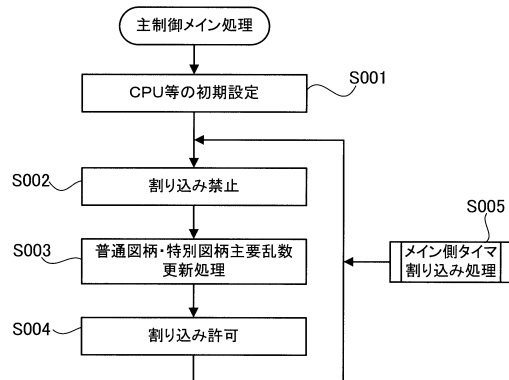 主制御メイン処理
S001
CPU等の初期設定
S002
割り込み禁止
S005
S003
普通図柄・特別図柄主要乱数
更新処理
メイン側タイマ
割り込み処理
S004
割り込み許可